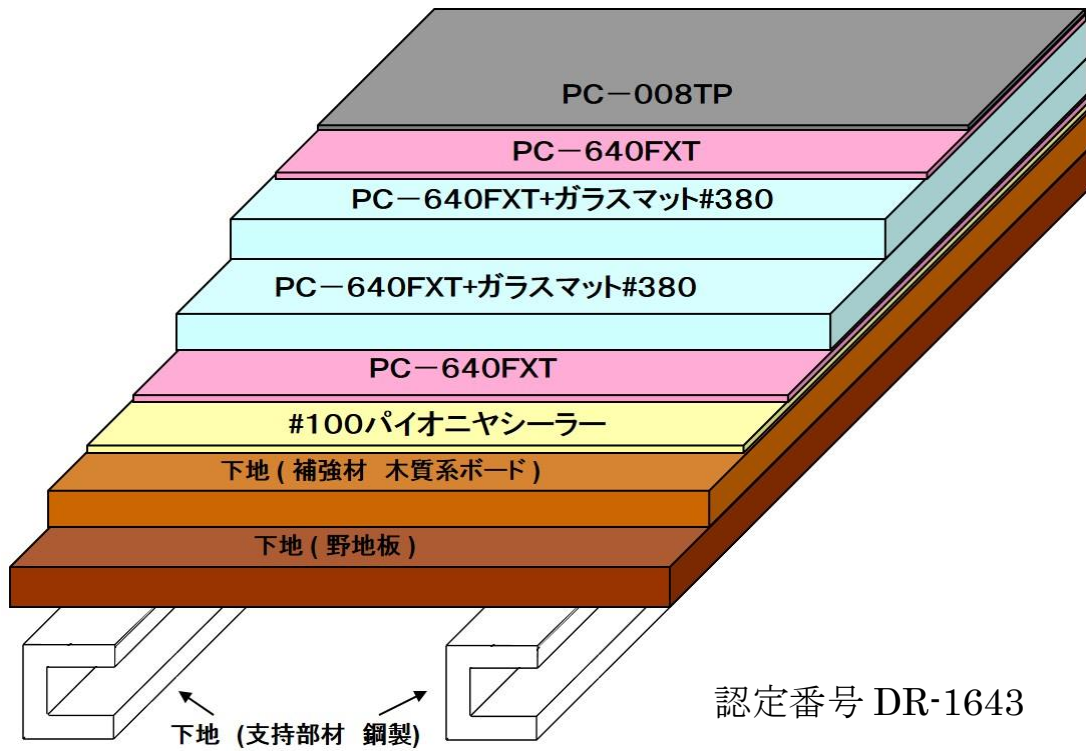 PC－008TP
PC－640FXT
PC－640FXT+ガラスマット#380
PC－640FXT+ガラスマット#380
PC－640FXT
#100パイオニヤシーラー
下地 ( 補強材　木質系ボード )
下地 ( 野地板 )
下地　(支持部材　鋼製)
認定番号 DR-1643